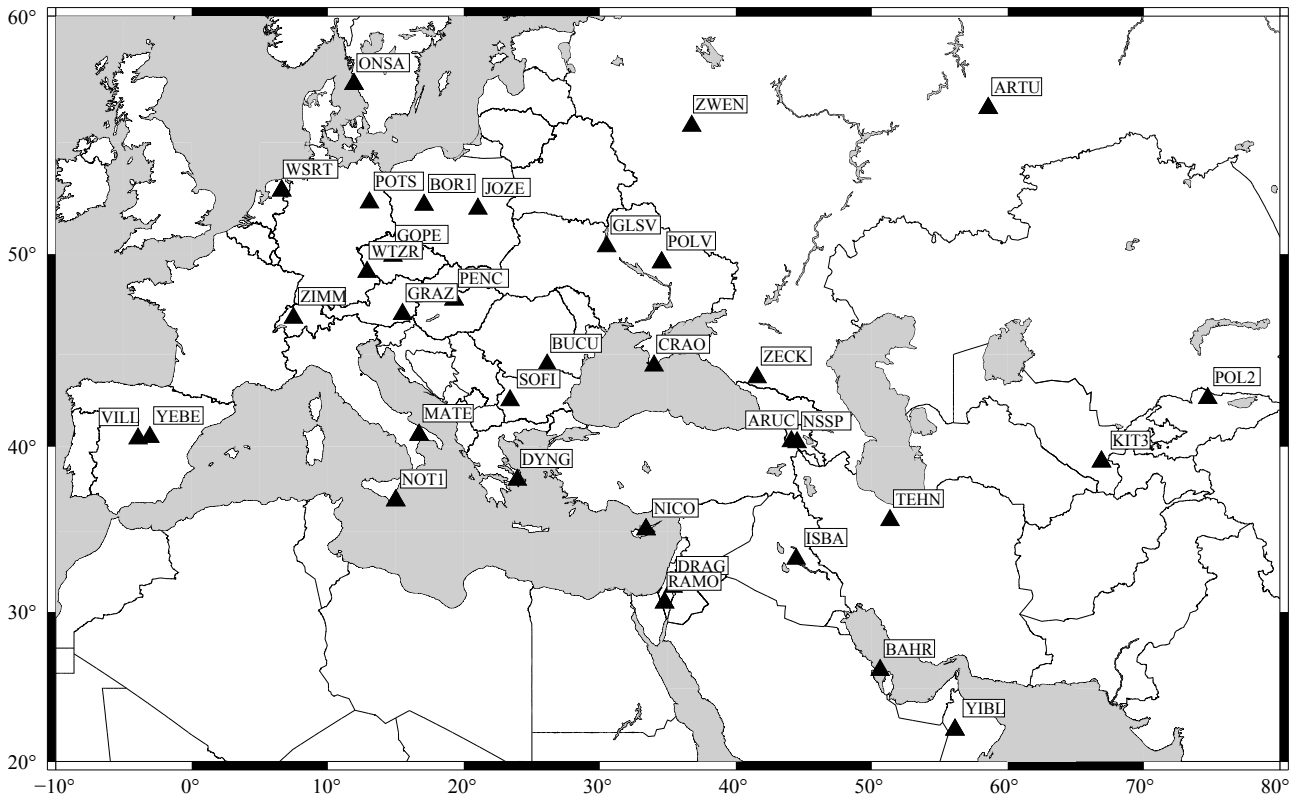 60°
ONSA
ARTU
ZWEN
WSRT
POTS
BOR1
JOZE
GLSV
GOPE
POLV
50°
WTZR
PENC
ZIMM
GRAZ
BUCU
CRAO
ZECK
POL2
SOFI
VILI
YEBE
MATE
ARUC
NSSP
40°
KIT3
DYNG
NOT1
TEHN
NICO
ISBA
DRAG
RAMO
30°
BAHR
YIBL
20°
−10°
0°
10°
20°
30°
40°
50°
60°
70°
80°